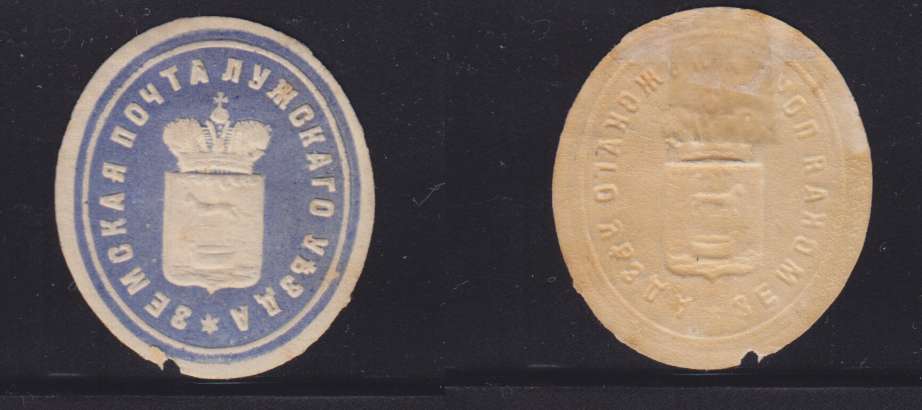 ЗЕМСКАЯ ПОЧТА ЛУЖСКАГО УѢЗДА *